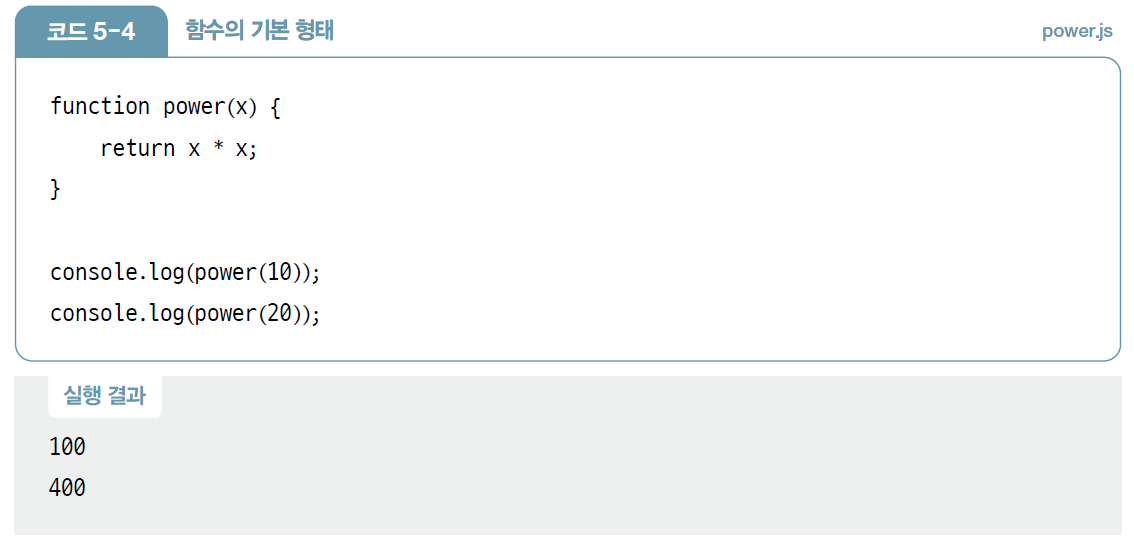 코드 5-4 함수의 기본 형태 power.js
function power(x) {
    return x * x;
}
console.log(power(10));
console.log(power(20));
실행 결과
100
400